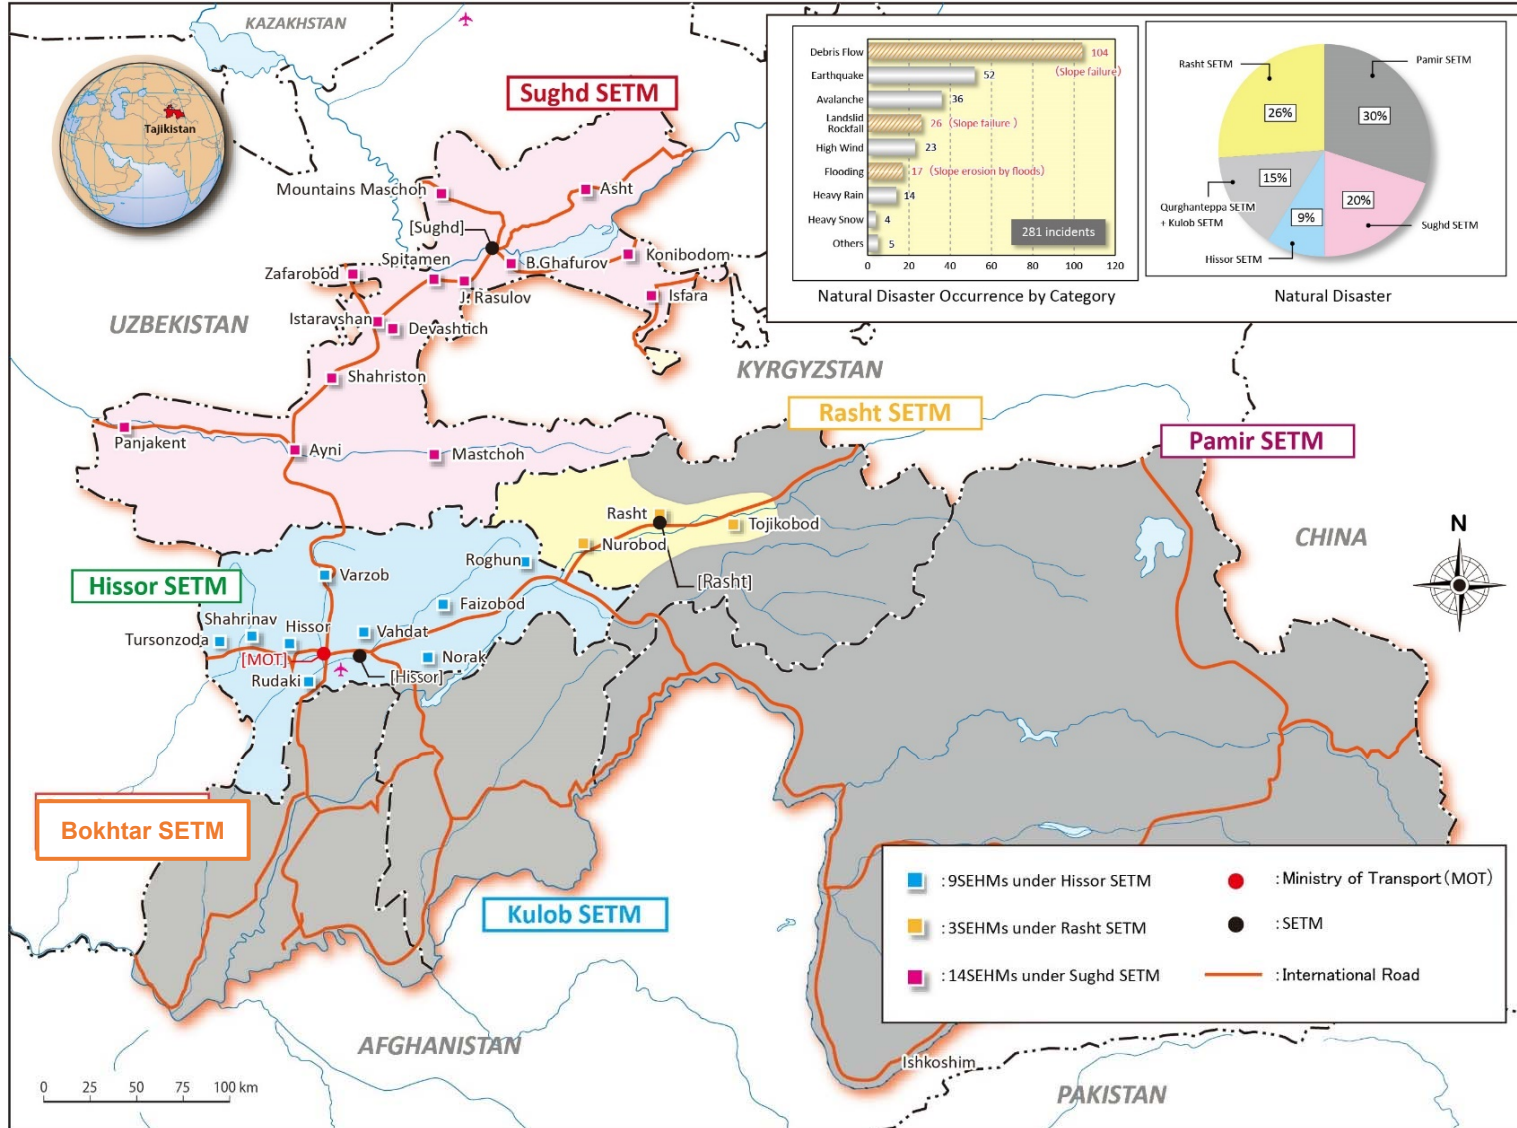 KAZAKHSTAN
Tajikistan
Sughd SETM
Debris Flow
104
(Slope failure)
Earthquake
52
Avalanche
36
Landslid
Rockfall
26 (Slope failure )
High Wind
23
Flooding
17 (Slope erosion by floods)
Heavy Rain
14
Heavy Snow
4
Others
5
281 incidents
0 20 40 60 80 100 120
Natural Disaster Occurrence by Category
Rasht SETM
Pamir SETM
26%
30%
15%
20%
9%
Qurghanteppa SETM
+ Kulob SETM
Sughd SETM
Hissor SETM
Natural Disaster
Mountains Maschoh
Asht
[Sughd]
Spitamen
B.Ghafurov
Konibodom
Zafarobod
J. Rasulov
Isfara
Istaravshan
Devashtich
UZBEKISTAN
KYRGYZSTAN
Shahriston
Rasht SETM
Pamir SETM
Panjakent
Ayni
Mastchoh
Rasht
Tojikobod
CHINA
N
Nurobod
Roghun
[Rasht]
Hissor SETM
Varzob
Faizobod
Shahrinav
Hissor
Tursonzoda
Vahdat
[MOT]
Norak
Rudaki
[Hissor]
Bokhtar SETM
Kulob SETM
:9SEHMs under Hissor SETM
:Ministry of Transport(MOT)
:3SEHMs under Rasht SETM
:SETM
:14SEHMs under Sughd SETM
:International Road
AFGHANISTAN
Ishkoshim
PAKISTAN
0 25 50 75 100 km